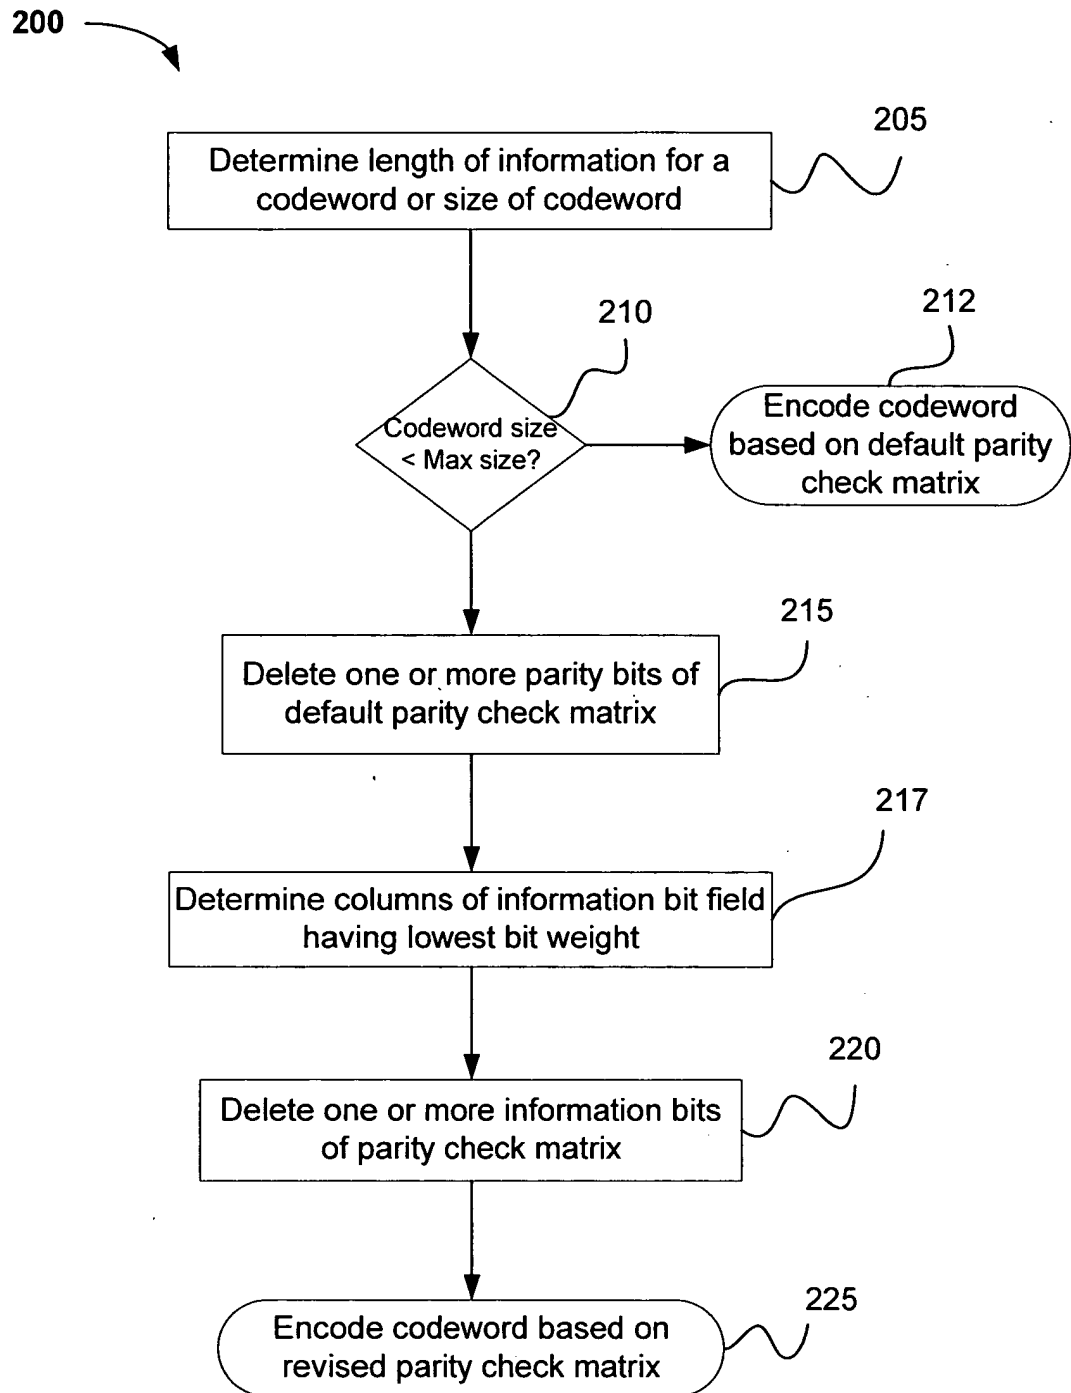 200
205
Determine length of information for a
codeword or size of codeword
212
210
Encode codeword
based on default parity
check matrix
Codeword size
< Max size?
215
Delete one or more parity bits of
default parity check matrix
217
Determine columns of information bit field
having lowest bit weight
220
Delete one or more information bits
of parity check matrix
225
Encode codeword based on
revised parity check matrix